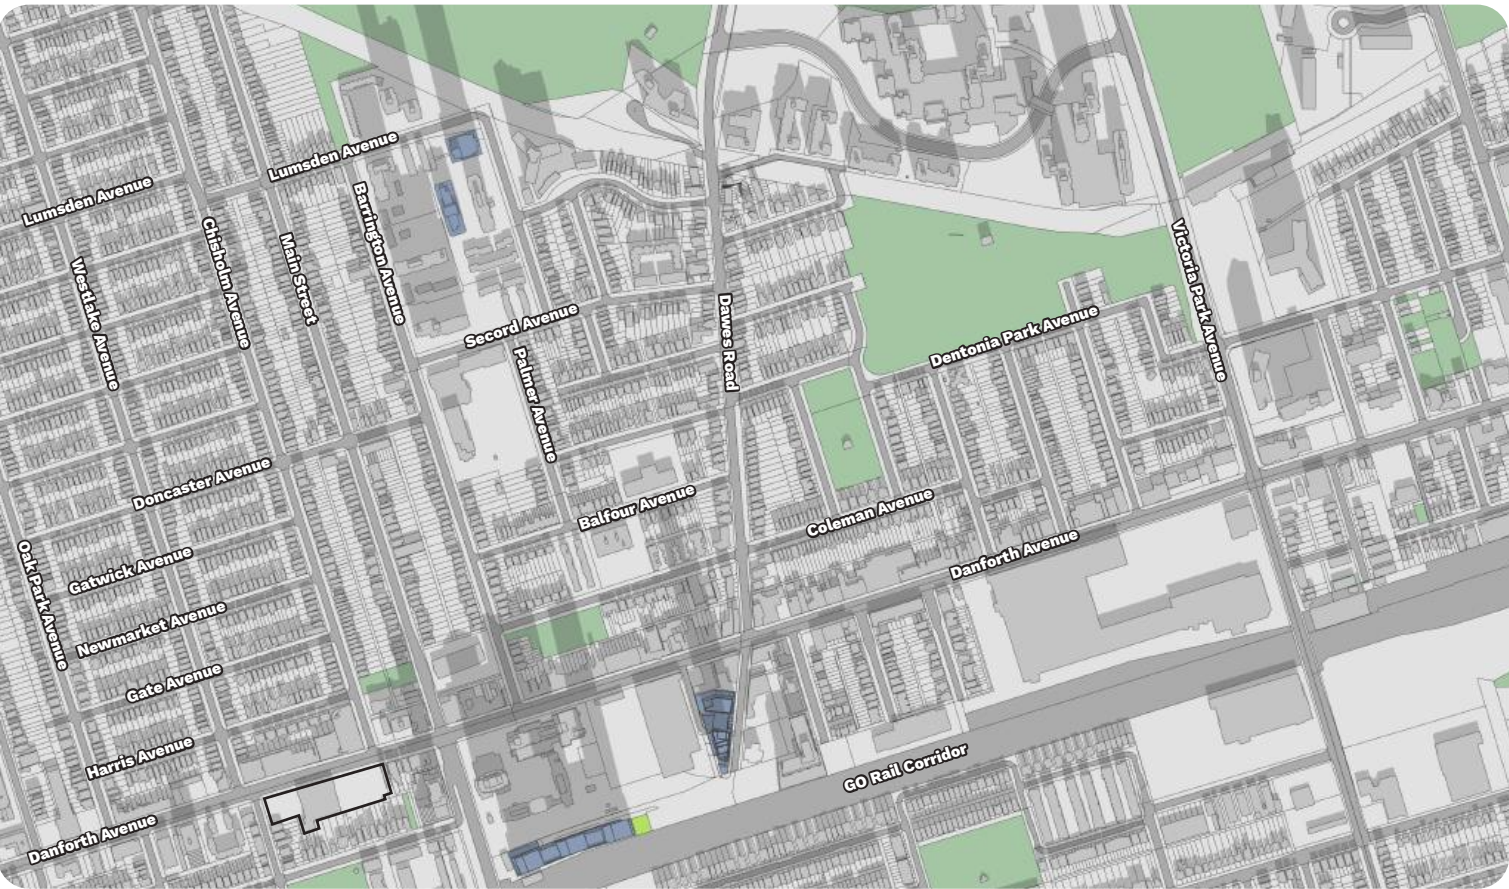 Lumsden Avenue
Lumsden Avenue
Barrington Avenue
Chisholm Avenue
Main Street
Westlake Avenue
Victoria Park Avenue
Dawes Road
Secord Avenue
Dentonia Park Avenue
Palmer Avenue
Doncaster Avenue
Balfour Avenue
Coleman Avenue
Danforth Avenue
Oak Park Avenue
Gatwick Avenue
Newmarket Avenue
Gate Avenue
Harris Avenue
GO Rail Corridor
Danforth Avenue